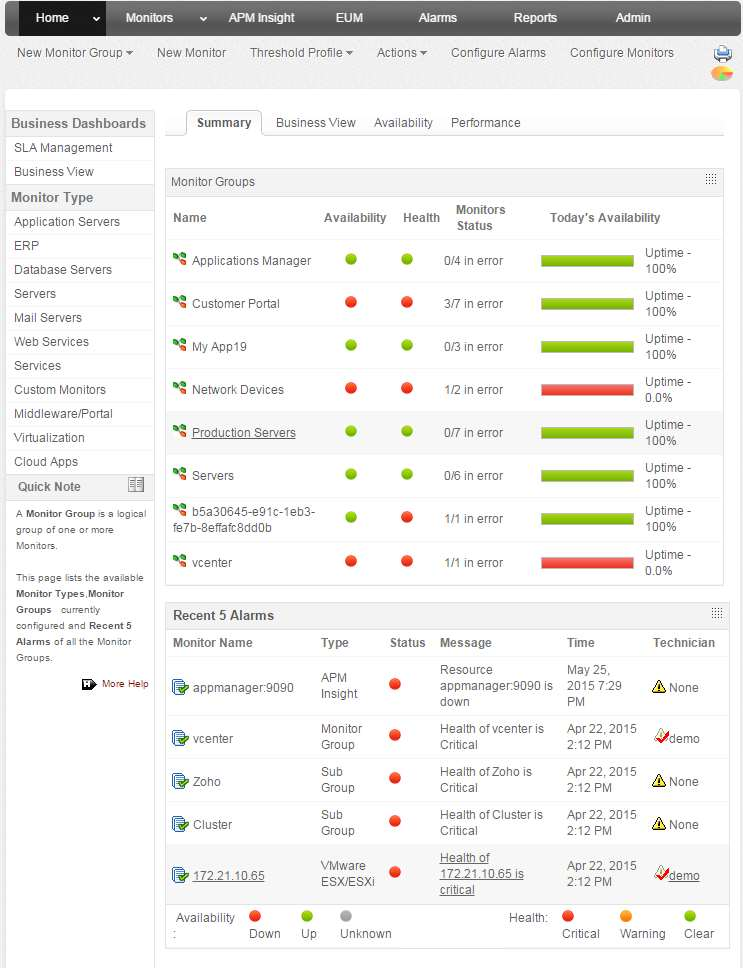 Home Monitors APM Insight EUM Alarms Reports Admin
New Monitor Group New Monitor Threshold Profile Actions Configure Alarms Configure Monitors
Business Dashboards
SLA Management
Business View
Monitor Type
Application Servers
ERP
Database Servers
Servers
Mail Servers
Web Services
Services
Custom Monitors
Middleware/Portal
Virtualization
Cloud Apps
Quick Note
A Monitor Group is a logical
group of one or more
Monitors.
This page lists the available
Monitor Types,Monitor
Groups currently
configured and Recent 5
Alarms of all the Monitor
Groups.
More Help
Summary Business View Availability Performance
Monitor Groups
Name Availability Health Monitors Status Today's Availability
Applications Manager 0/4 in error Uptime - 100%
Customer Portal 3/7 in error Uptime - 100%
My App19 0/3 in error Uptime - 100%
Network Devices 1/2 in error Uptime - 0.0%
Production Servers 0/7 in error Uptime - 100%
Servers 0/6 in error Uptime - 100%
b5a30645-e91c-1eb3-
fe7b-8effafc8dd0b 1/1 in error Uptime - 100%
vcenter 1/1 in error Uptime - 0.0%
Recent 5 Alarms
Monitor Name Type Status Message Time Technician
appmanager:9090 APM Insight Resource appmanager:9090 is down May 25, 2015 7:29 PM None
vcenter Monitor Group Health of vcenter is Critical Apr 22, 2015 2:12 PM demo
Zoho Sub Group Health of Zoho is Critical Apr 22, 2015 2:12 PM None
Cluster Sub Group Health of Cluster is Critical Apr 22, 2015 2:12 PM None
172.21.10.65 VMware ESX/ESXi Health of 172.21.10.65 is critical Apr 22, 2015 2:12 PM demo
Availability : Down Up Unknown Health: Critical Warning Clear